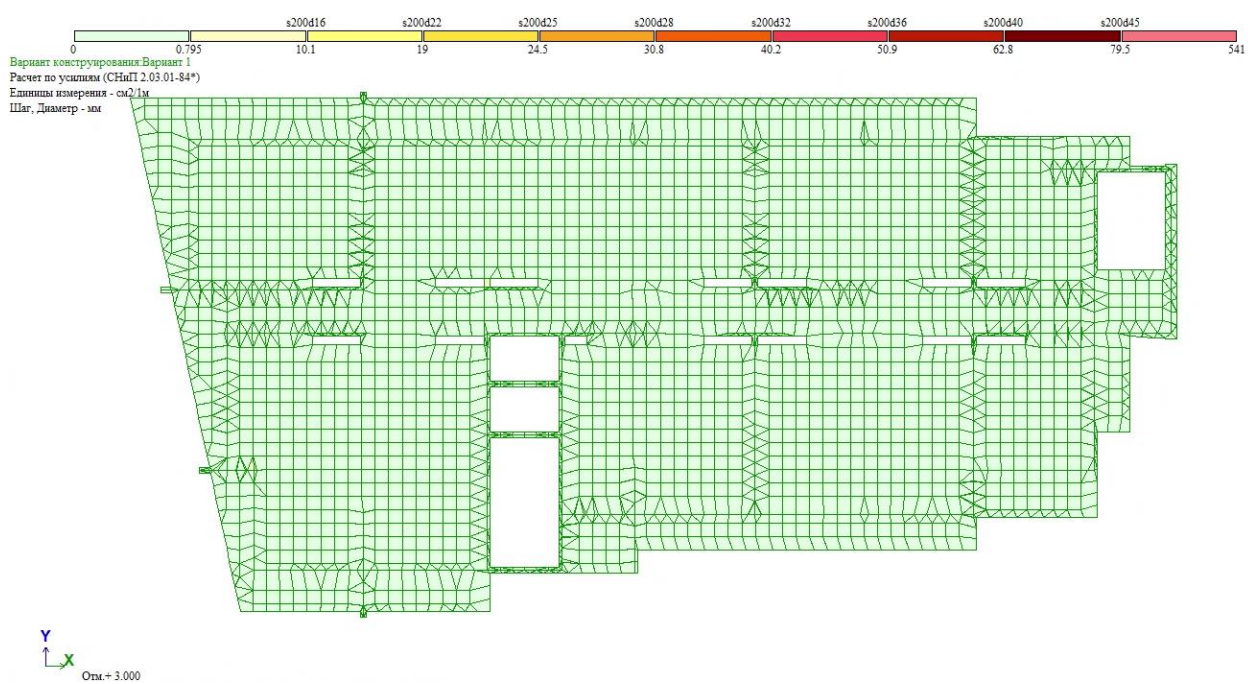 s200d16 s200d22 s200d25 s200d28 s200d32 s200d36 s200d40 s200d45
0 0.795 10.1 19 24.5 30.8 40.2 50.9 62.8 79.5 541
Вариант конструирования:Вариант 1
Расчет по усилиям (СНиП 2.03.01-84*)
Единицы измерения - см2/1м
Шаг, Диаметр - мм
Y
X
Отм.+ 3.000